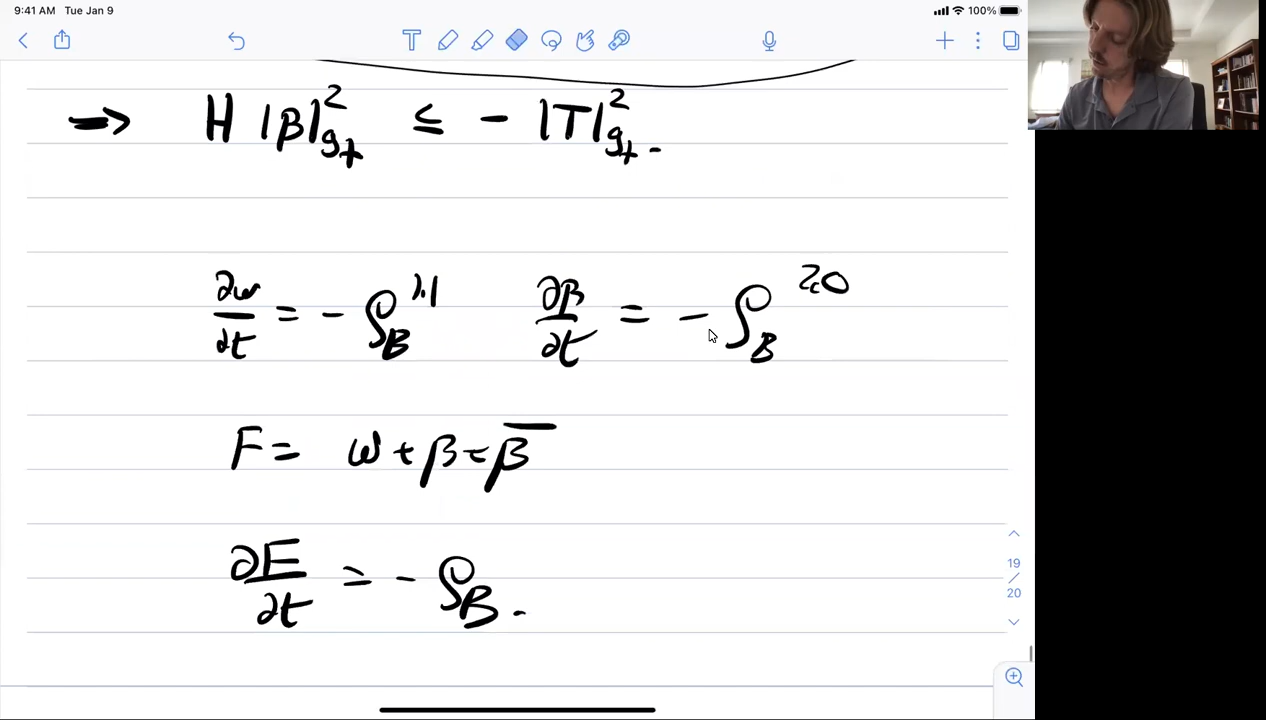 9:41 AM Tue Jan 9
100%
→ H |β|²_{g_t} ≤ - |T|²_{g_t}.
∂ω/∂t = - ρ_B^{1,1} ∂β/∂t = - ρ_B^{2,0}
F = ω + β + β̅
∂F/∂t = - ρ_B.
19
/
20